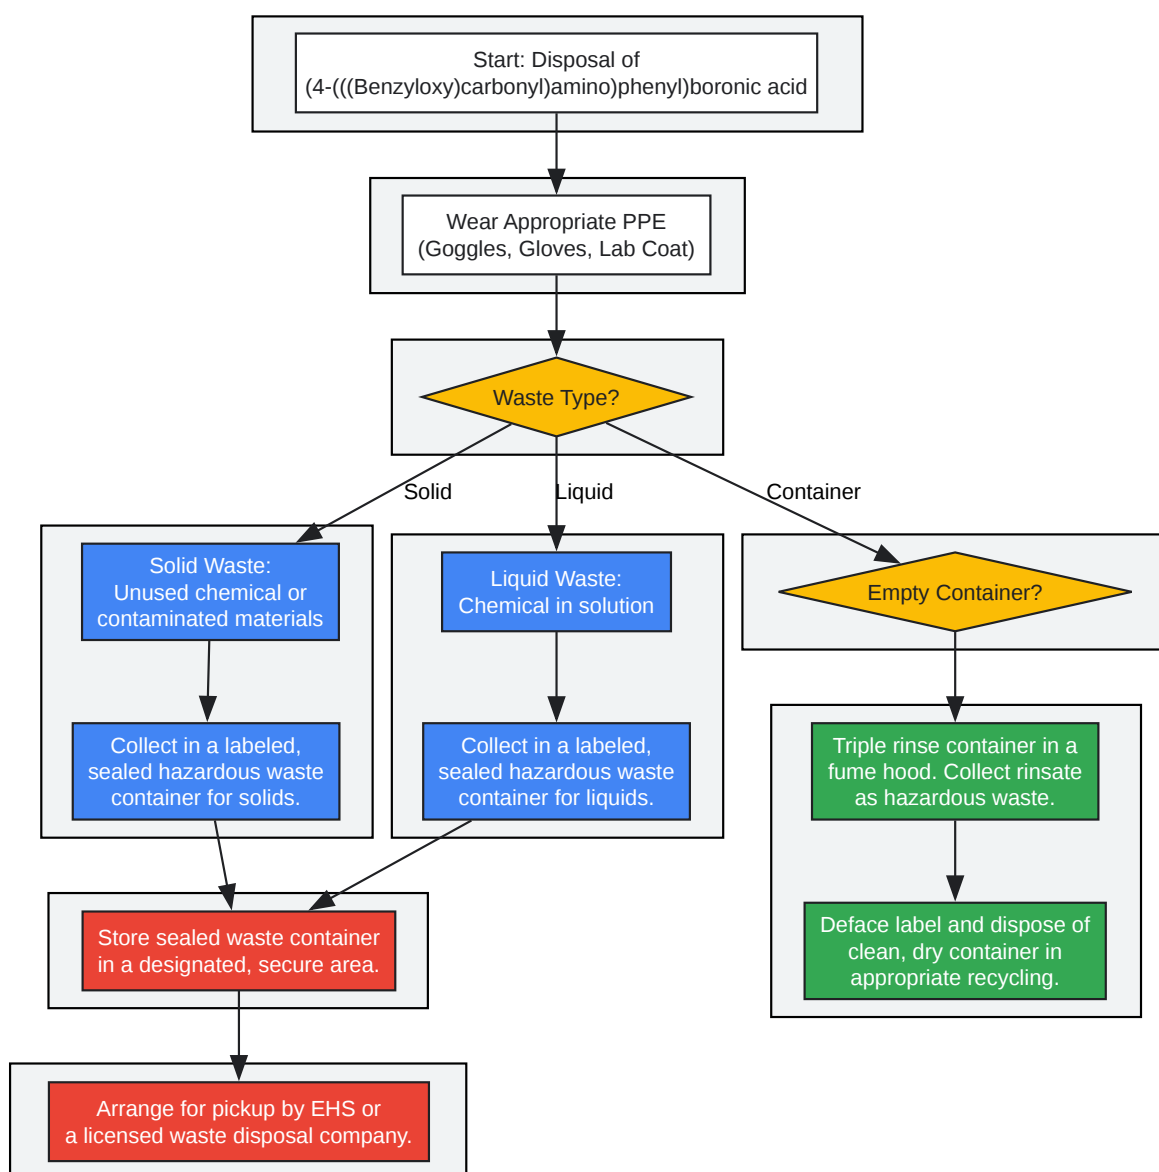 Start: Disposal of
(4-(((Benzyloxy)carbonyl)amino)phenyl)boronic acid
Wear Appropriate PPE
(Goggles, Gloves, Lab Coat)
Waste Type?
Solid
Liquid
Container
Solid Waste:
Unused chemical or
contaminated materials
Liquid Waste:
Chemical in solution
Empty Container?
Collect in a labeled,
sealed hazardous waste
container for solids.
Collect in a labeled,
sealed hazardous waste
container for liquids.
Triple rinse container in a
fume hood. Collect rinsate
as hazardous waste.
Store sealed waste container
in a designated, secure area.
Deface label and dispose of
clean, dry container in
appropriate recycling.
Arrange for pickup by EHS or
a licensed waste disposal company.